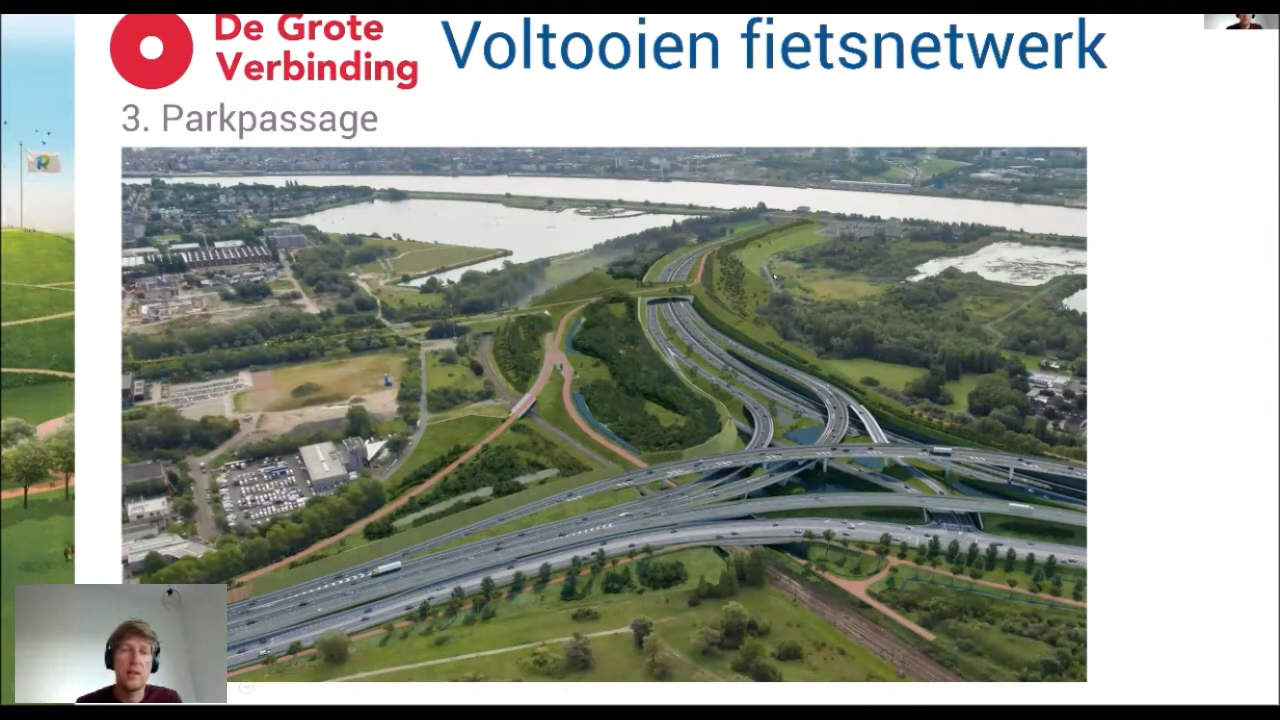 De Grote
Verbinding
Voltooien fietsnetwerk
3. Parkpassage